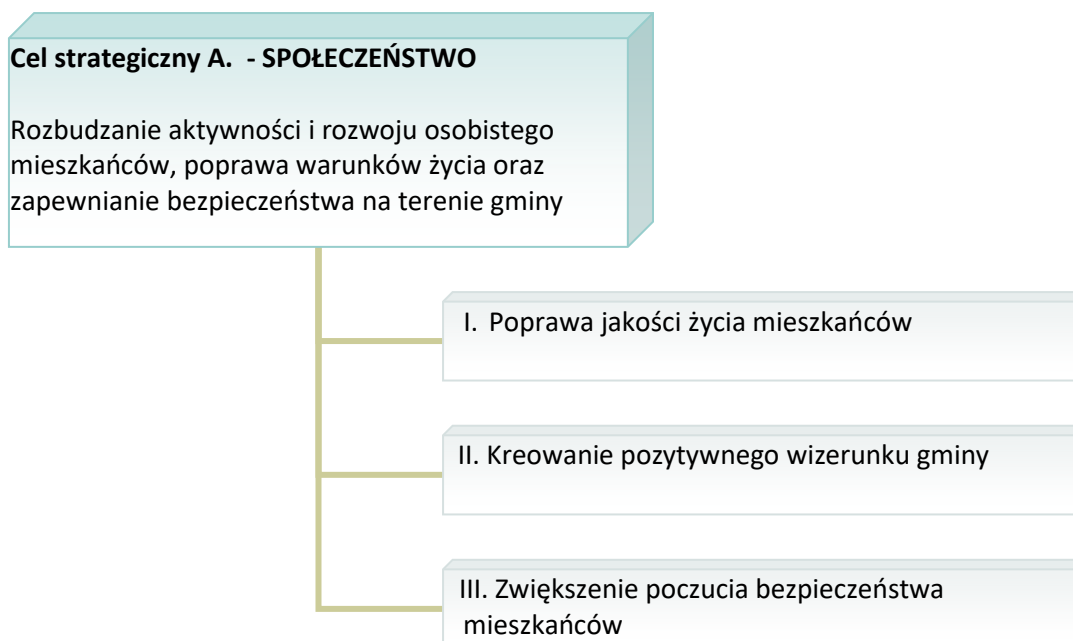 Cel strategiczny A. - SPOŁECZEŃSTWO
Rozbudzanie aktywności i rozwoju osobistego
mieszkańców, poprawa warunków życia oraz
zapewnianie bezpieczeństwa na terenie gminy
I. Poprawa jakości życia mieszkańców
II. Kreowanie pozytywnego wizerunku gminy
III. Zwiększenie poczucia bezpieczeństwa
mieszkańców